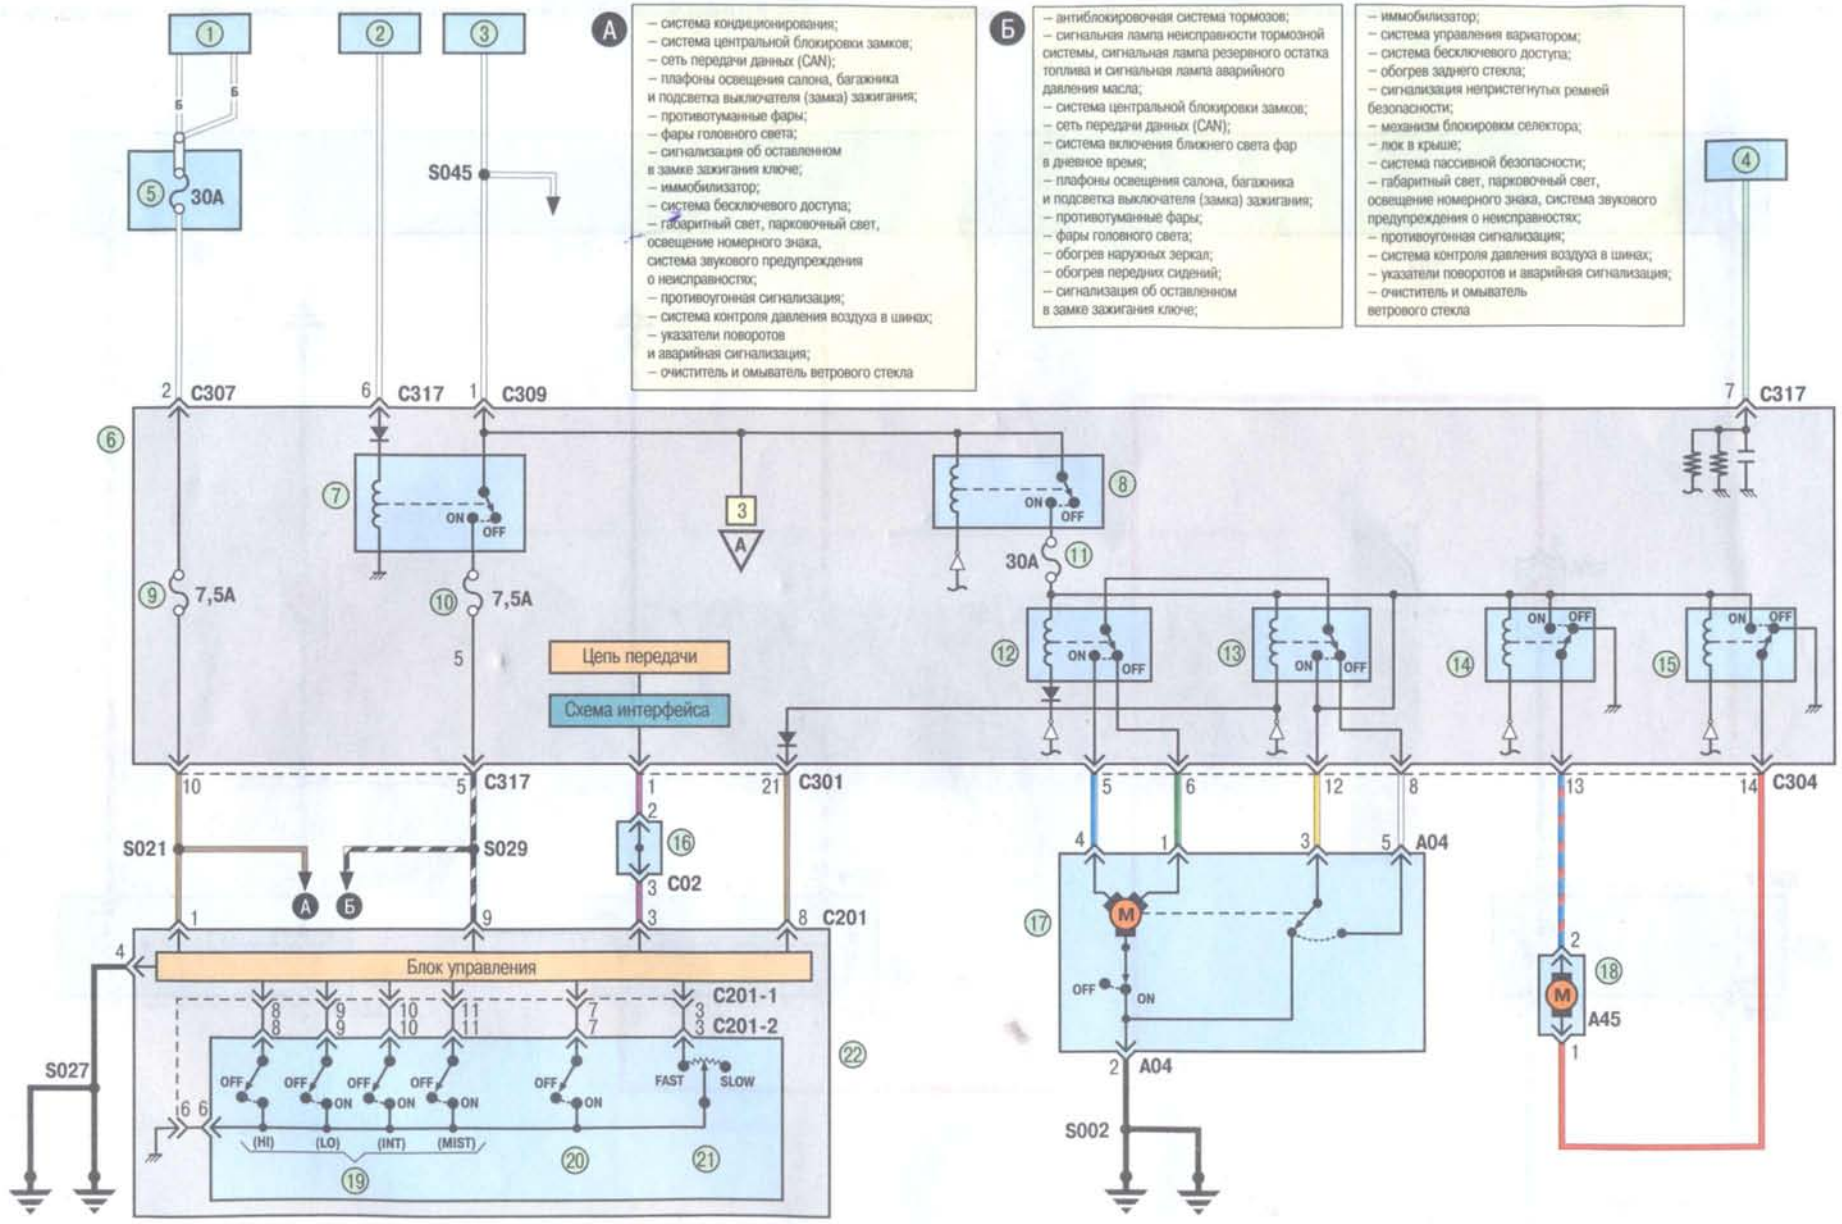 1
2
3
А
– система кондиционирования;
– система центральной блокировки замков;
– сеть передачи данных (CAN);
– плафоны освещения салона, багажника
и подсветка выключателя (замка) зажигания;
– противотуманные фары;
– фары головного света;
– сигнализация об оставленном
в замке зажигания ключе;
– иммобилизатор;
– система бесключевого доступа;
– габаритный свет, парковочный свет,
освещение номерного знака,
система звукового предупреждения
о неисправностях;
– противоугонная сигнализация;
– система контроля давления воздуха в шинах;
– указатели поворотов
и аварийная сигнализация;
– очиститель и омыватель ветрового стекла
Б
– антиблокировочная система тормозов;
– сигнальная лампа неисправности тормозной
системы, сигнальная лампа резервного остатка
топлива и сигнальная лампа аварийного
давления масла;
– система центральной блокировки замков;
– сеть передачи данных (CAN);
– система включения ближнего света фар
в дневное время;
– плафоны освещения салона, багажника
и подсветка выключателя (замка) зажигания;
– противотуманные фары;
– фары головного света;
– обогрев наружных зеркал;
– обогрев передних сидений;
– сигнализация об оставленном
в замке зажигания ключе;
– иммобилизатор;
– система управления вариатором;
– система бесключевого доступа;
– обогрев заднего стекла;
– сигнализация непристегнутых ремней
безопасности;
– механизм блокировкм селектора;
– люк в крыше;
– система пассивной безопасности;
– габаритный свет, парковочный свет,
освещение номерного знака, система звукового
предупреждения о неисправностях;
– противоугонная сигнализация;
– система контроля давления воздуха в шинах;
– указатели поворотов и аварийная сигнализация;
– очиститель и омыватель
ветрового стекла
4
Б Б
5 30A
S045
2 C307 6 C317 1 C309 7 C317
6
7 ON OFF
3
A
8 ON OFF
30A 11
9 7,5A
10 7,5A
5
Цепь передачи
Схема интерфейса
12 ON OFF
13 ON OFF
14 ON OFF
15 ON OFF
10 5 C317 1 21 C301 5 6 12 8 13 14 C304
S021 S029
А Б
2 16
3 C02
1 9 3 8 C201
4 1 3 5 A04
17 M
OFF ON
2 A04
S002
2 18
M
A45
1
4
Блок управления
C201-1
8 9 10 11 7 3
8 9 10 11 7 3 C201-2
22
S027
OFF OFF ON OFF ON OFF ON OFF ON FAST SLOW
6 6
(HI) (LO) (INT) (MIST)
19 20 21